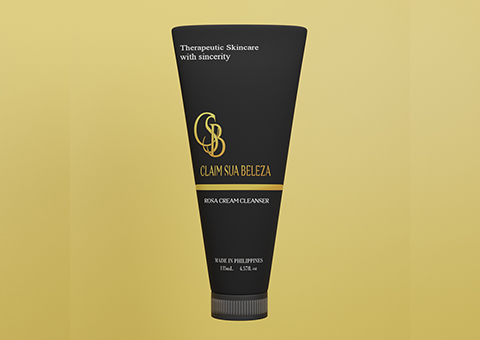 Therapeutic Skincare
with sincerity
CSB
CLAIM SUA BELEZA
ROSA CREAM CLEANSER
MADE IN PHILIPPINES
135mL 4.57fl. oz